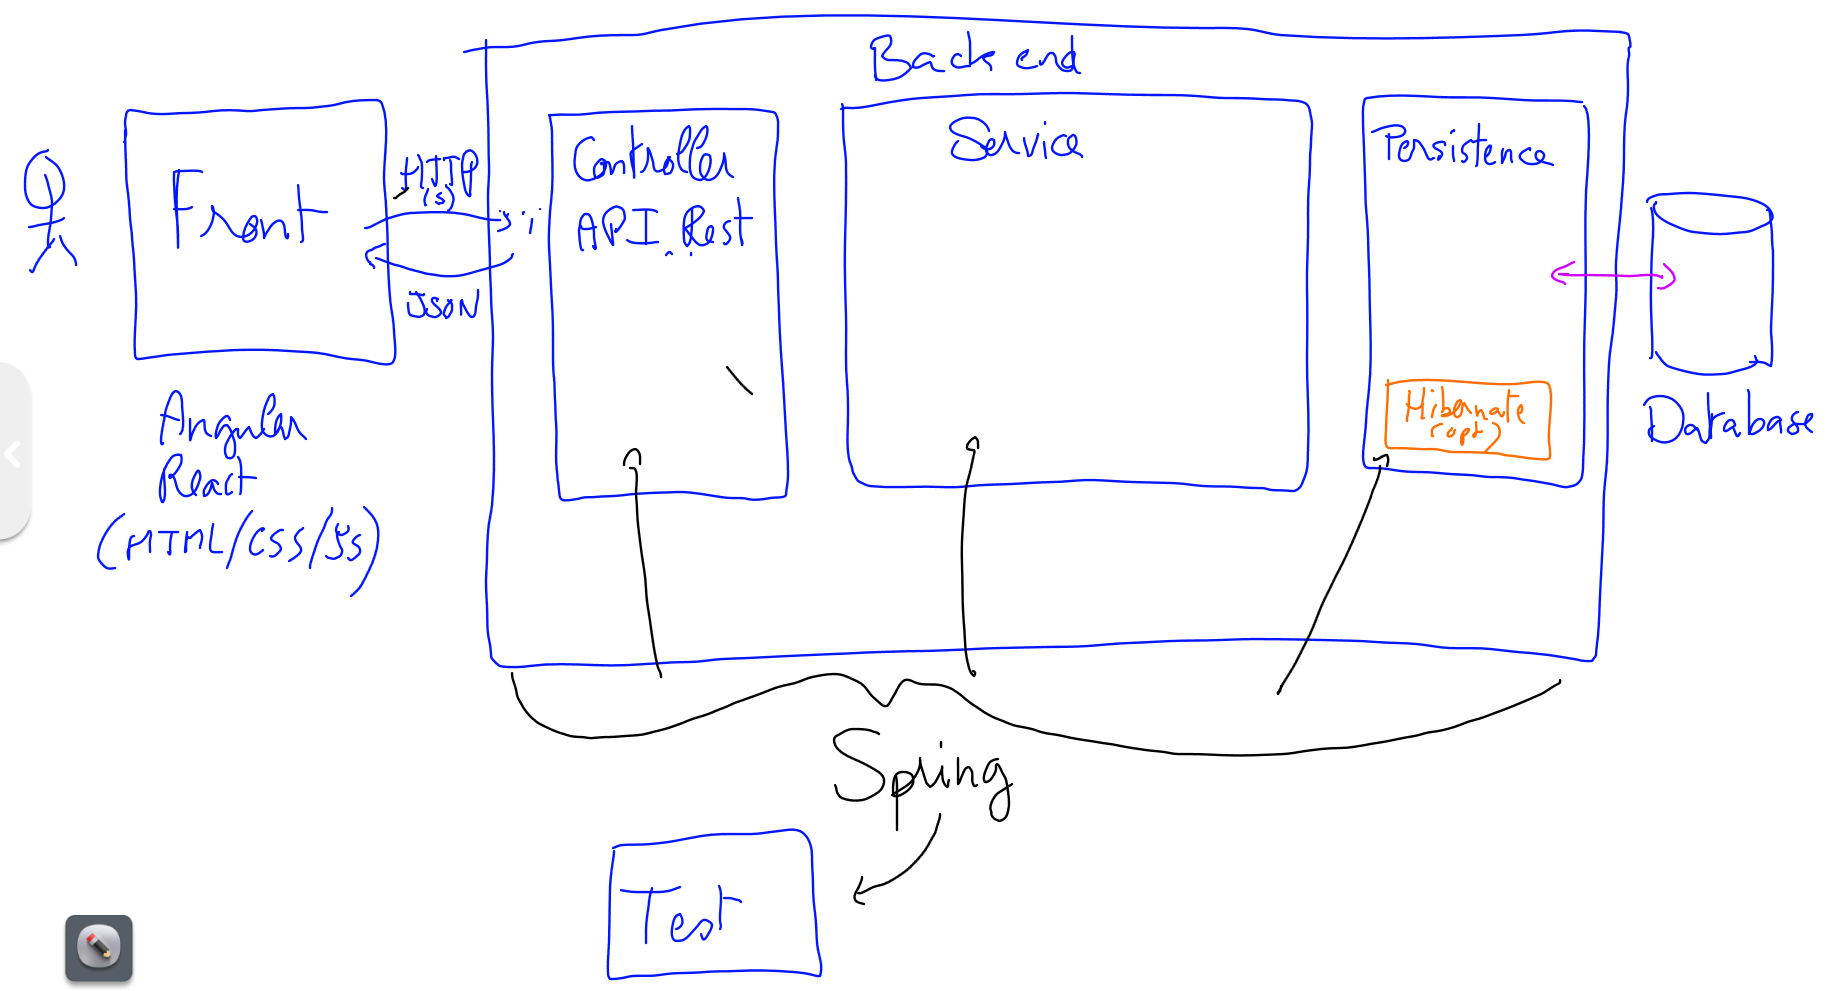 Back end
Front
HTTP
(s)
JSON
Controller
API Rest
Service
Persistence
Hibernate
(opt)
Database
Angular
React
(HTML/CSS/JS)
Spring
Test